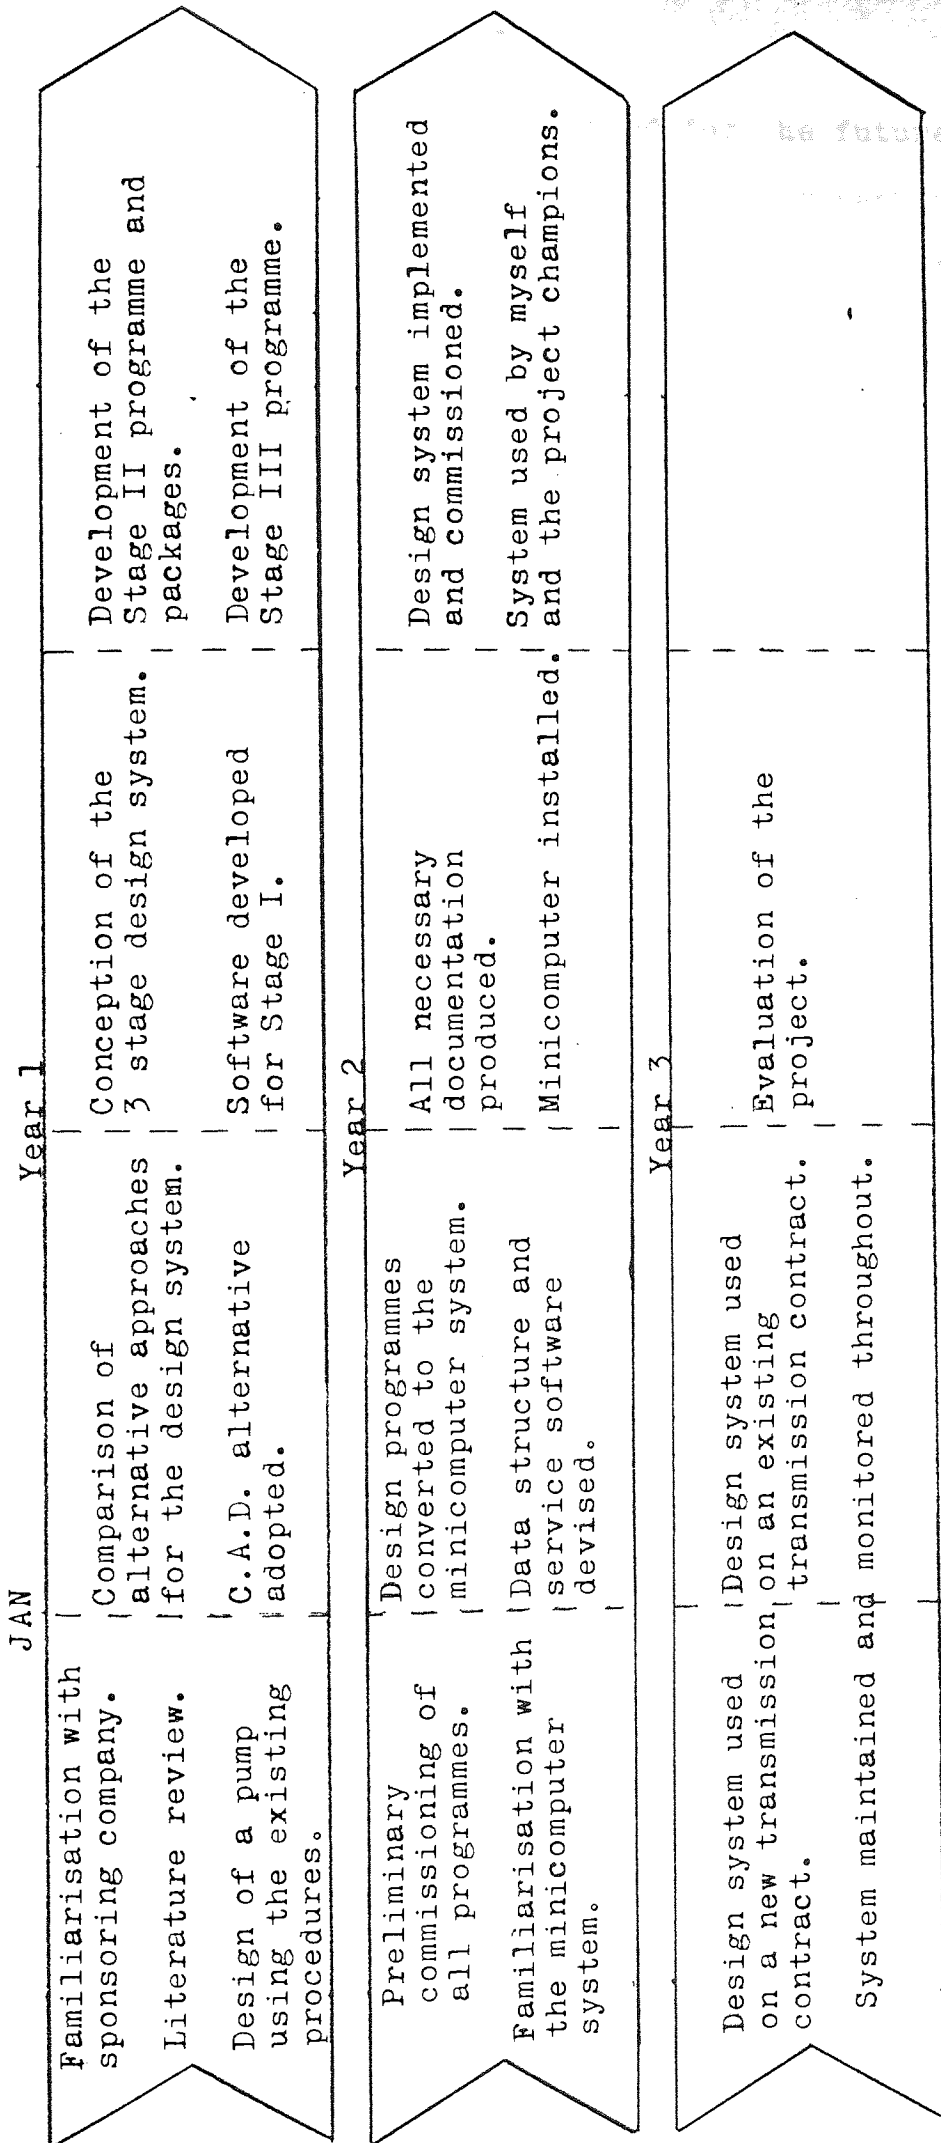 JAN
Year 1
Familiarisation with
sponsoring company.
Literature review.
Design of a pump
using the existing
procedures.
Comparison of
alternative approaches
for the design system.
C.A.D. alternative
adopted.
Conception of the
3 stage design system.
Software developed
for Stage I.
Development of the
Stage II programme and
packages.
Development of the
Stage III programme.
Year 2
Preliminary
commissioning of
all programmes.
Familiarisation with
the minicomputer
system.
Design programmes
converted to the
minicomputer system.
Data structure and
service software
devised.
All necessary
documentation
produced.
Minicomputer installed.
Design system implemented
and commissioned.
System used by myself
and the project champions.
Year 3
Design system used
on a new transmission
contract.
Design system used
on an existing
transmission contract.
Evaluation of the
project.
System maintained and monitored throughout.
he future